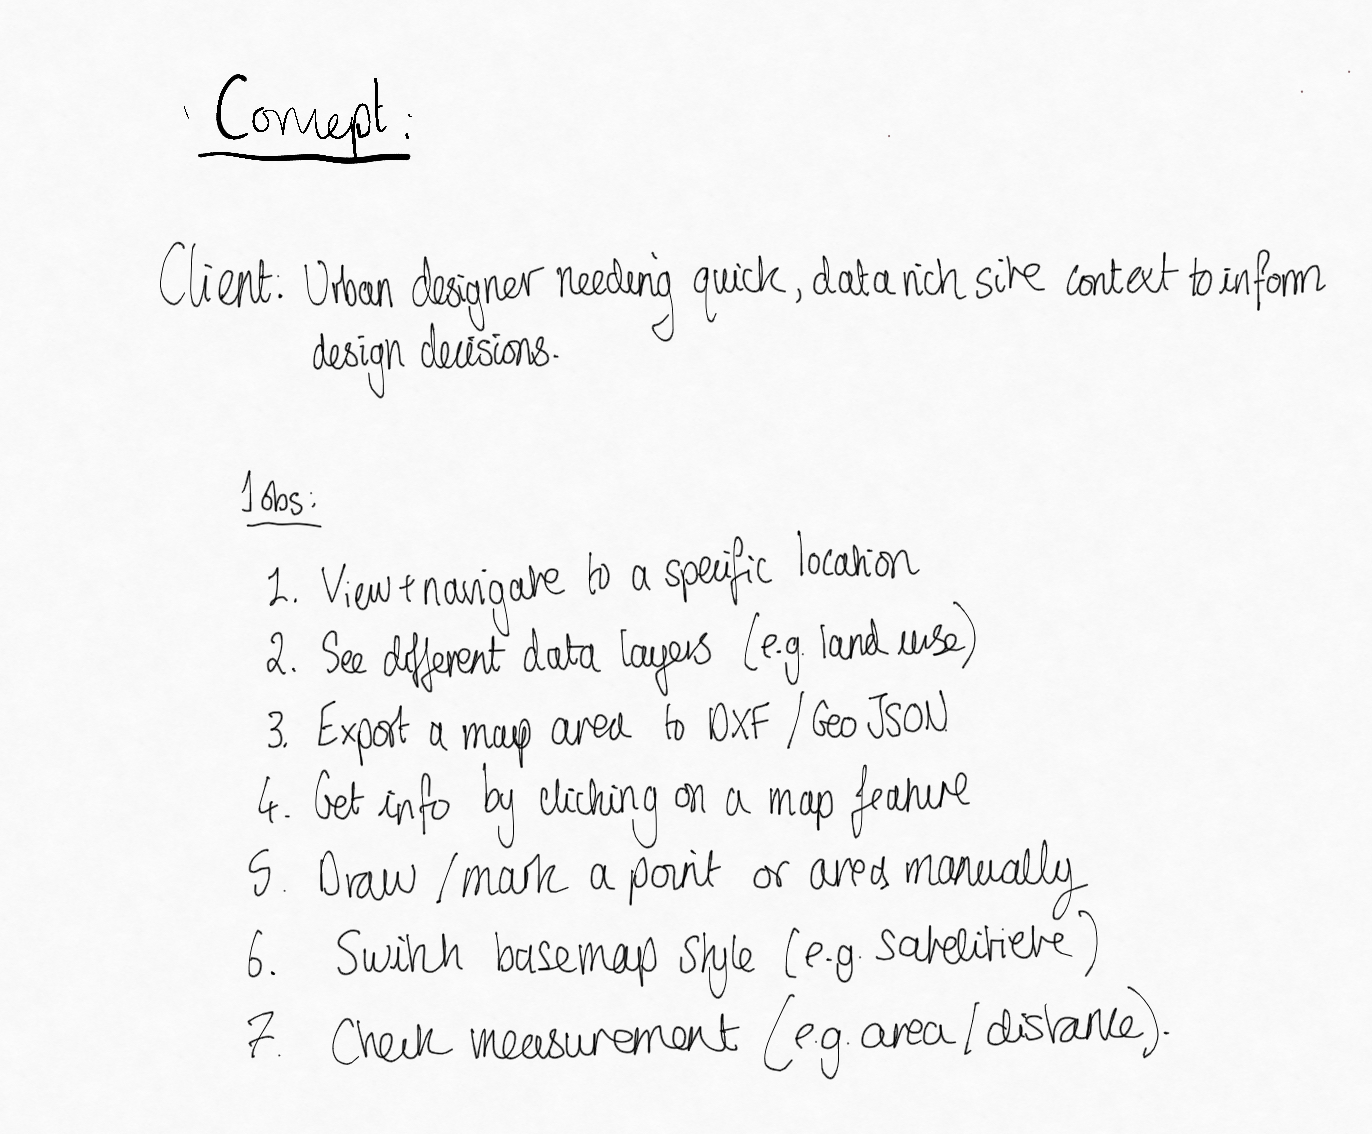 Concept:
Client: Urban designer needing quick, data rich site context to inform
design decisions.
Jobs:
1. View + navigate to a specific location
2. See different data layers (e.g. land use)
3. Export a map area to DXF / GeoJSON
4. Get info by clicking on a map feature
5. Draw / mark a point or area manually
6. Switch basemap style (e.g. satelitiete)
7. Check measurement (e.g. area / distance).